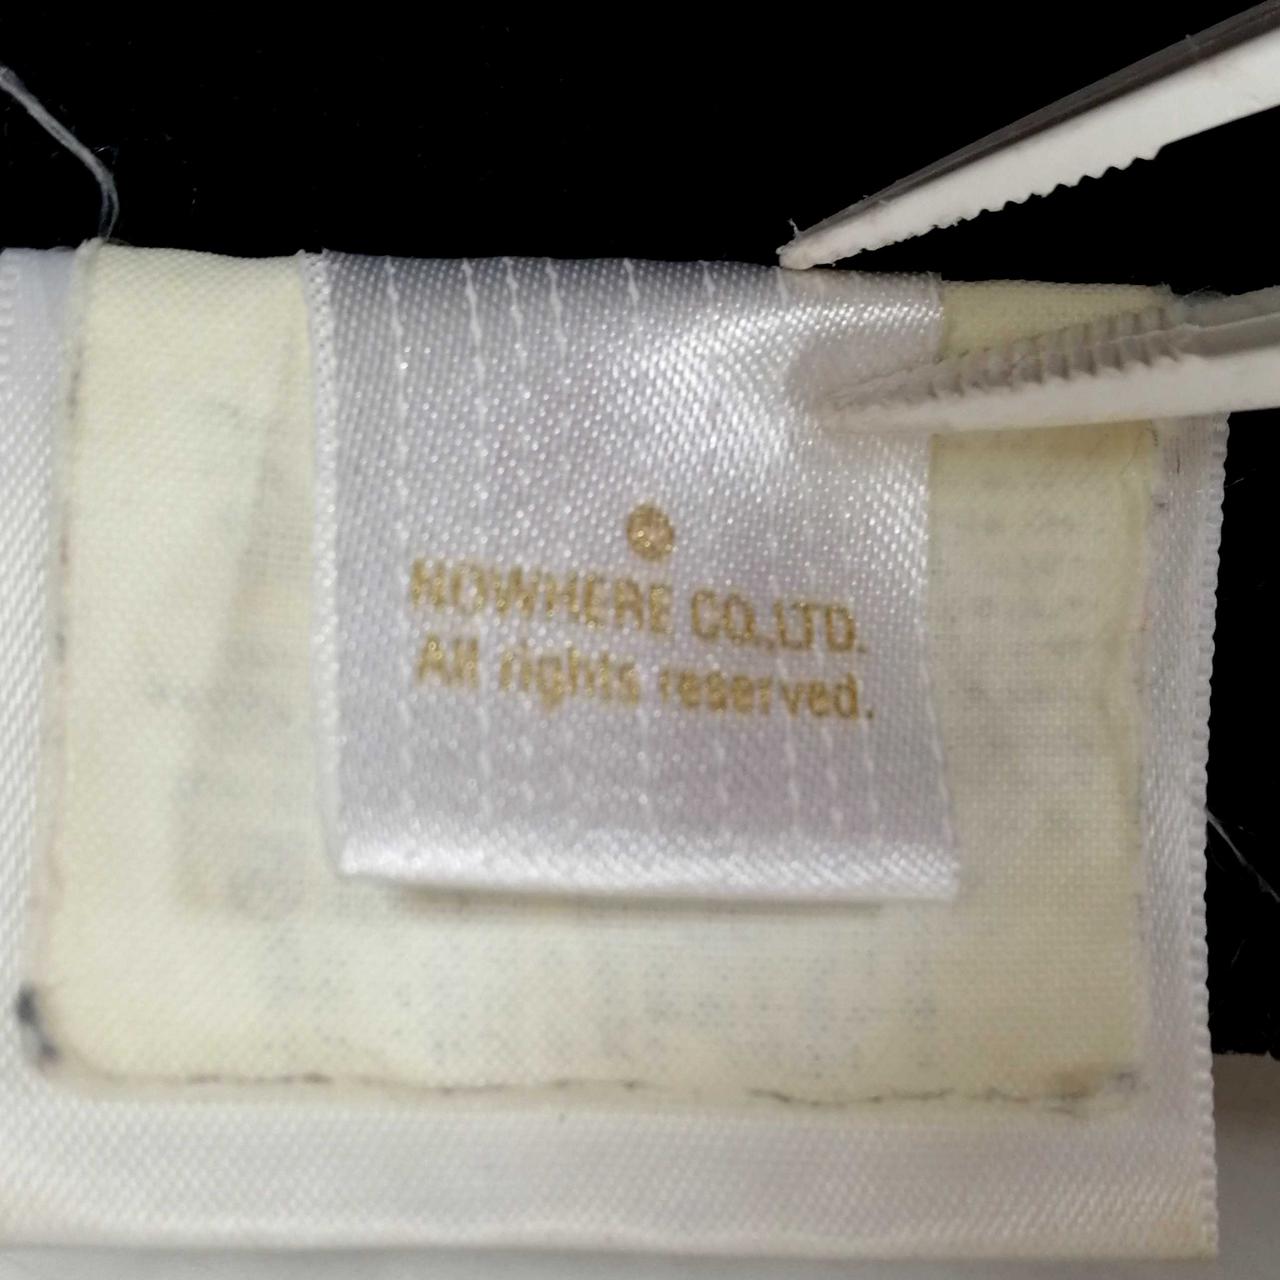 NOWHERE CO.,LTD.
All rights reserved.